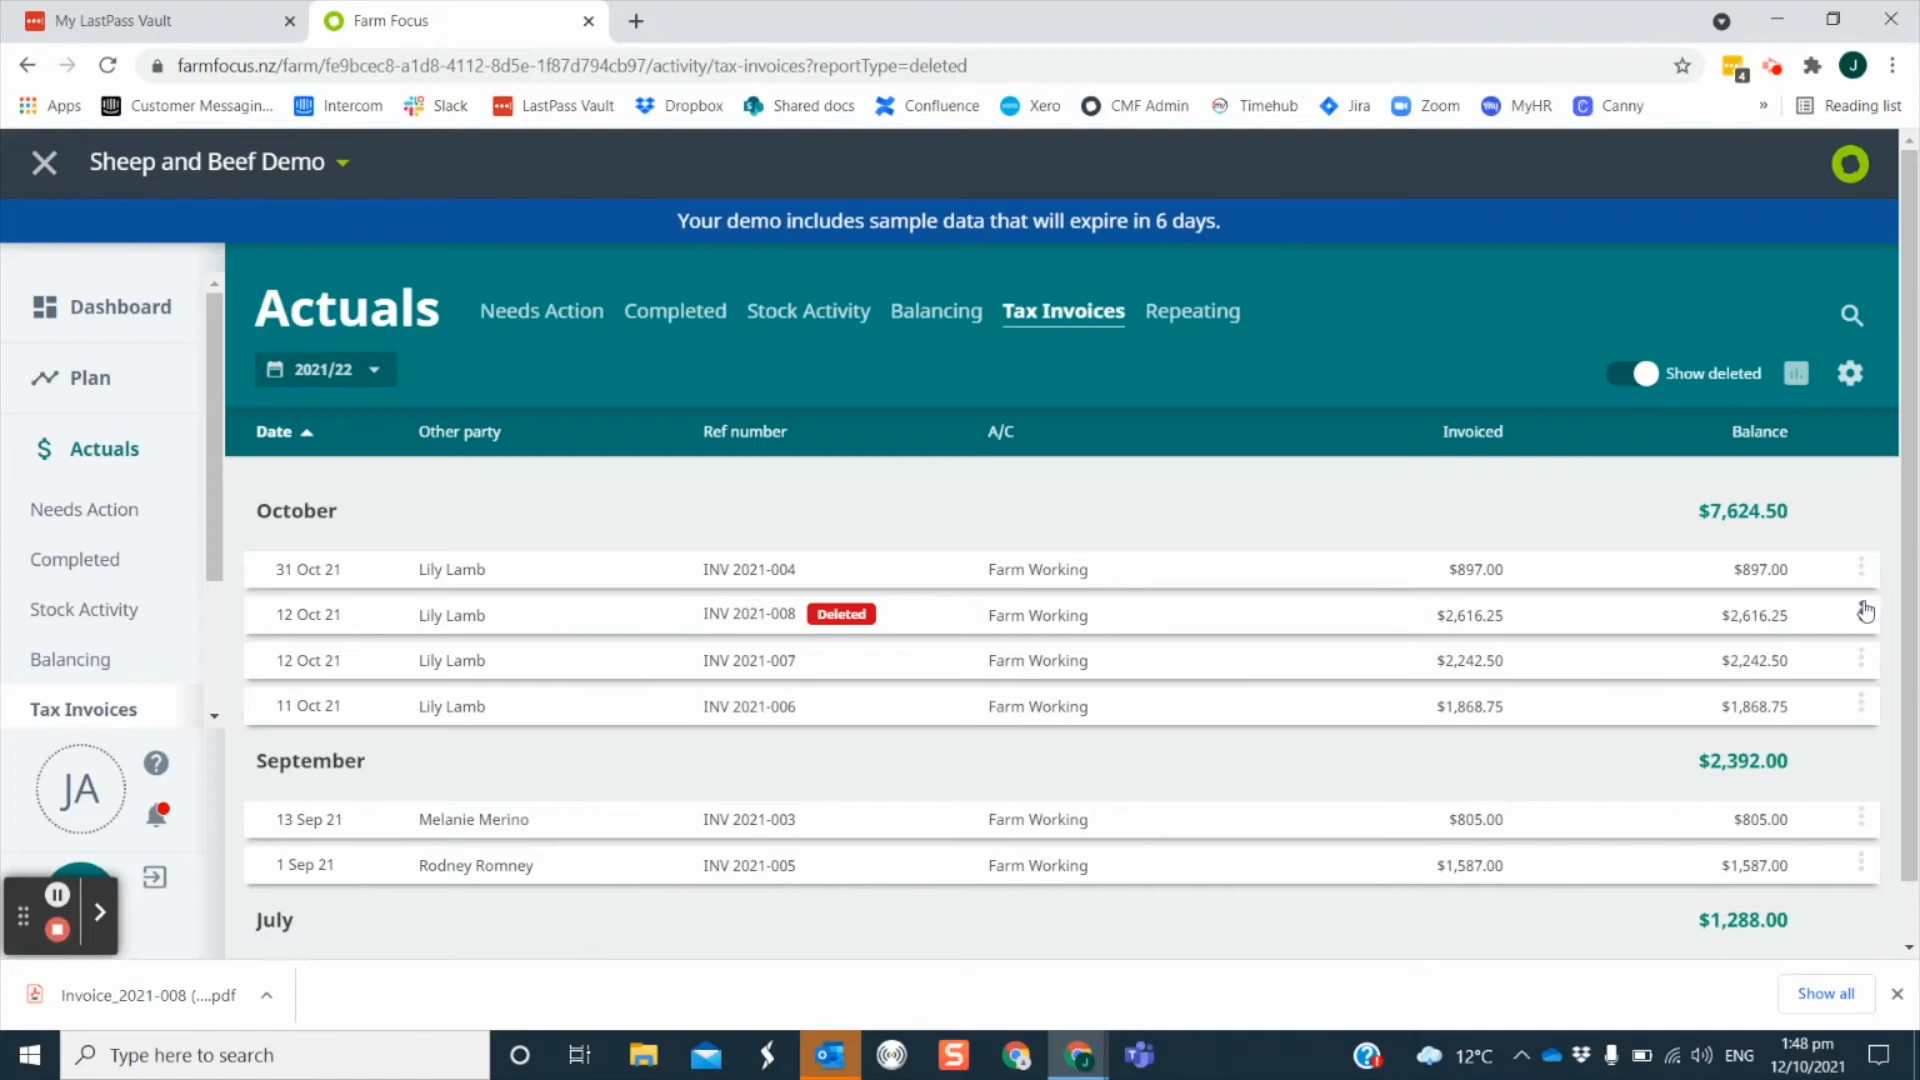 My LastPass Vault
Farm Focus
farmfocus.nz/farm/fe9bcec8-a1d8-4112-8d5e-1f87d794cb97/activity/tax-invoices?reportType=deleted
4
J
Apps Customer Messagin... Intercom Slack LastPass Vault Dropbox Shared docs Confluence Xero CMF Admin Timehub Jira Zoom MyHR Canny » Reading list
Sheep and Beef Demo
Your demo includes sample data that will expire in 6 days.
Dashboard
Plan
Actuals
Needs Action
Completed
Stock Activity
Balancing
Tax Invoices
JA
Actuals Needs Action Completed Stock Activity Balancing Tax Invoices Repeating
2021/22 Show deleted
Date Other party Ref number A/C Invoiced Balance
October $7,624.50
31 Oct 21 Lily Lamb INV 2021-004 Farm Working $897.00 $897.00
12 Oct 21 Lily Lamb INV 2021-008 Deleted Farm Working $2,616.25 $2,616.25
12 Oct 21 Lily Lamb INV 2021-007 Farm Working $2,242.50 $2,242.50
11 Oct 21 Lily Lamb INV 2021-006 Farm Working $1,868.75 $1,868.75
September $2,392.00
13 Sep 21 Melanie Merino INV 2021-003 Farm Working $805.00 $805.00
1 Sep 21 Rodney Romney INV 2021-005 Farm Working $1,587.00 $1,587.00
July $1,288.00
Invoice_2021-008 (....pdf Show all
Type here to search 12°C ENG
1:48 pm
12/10/2021